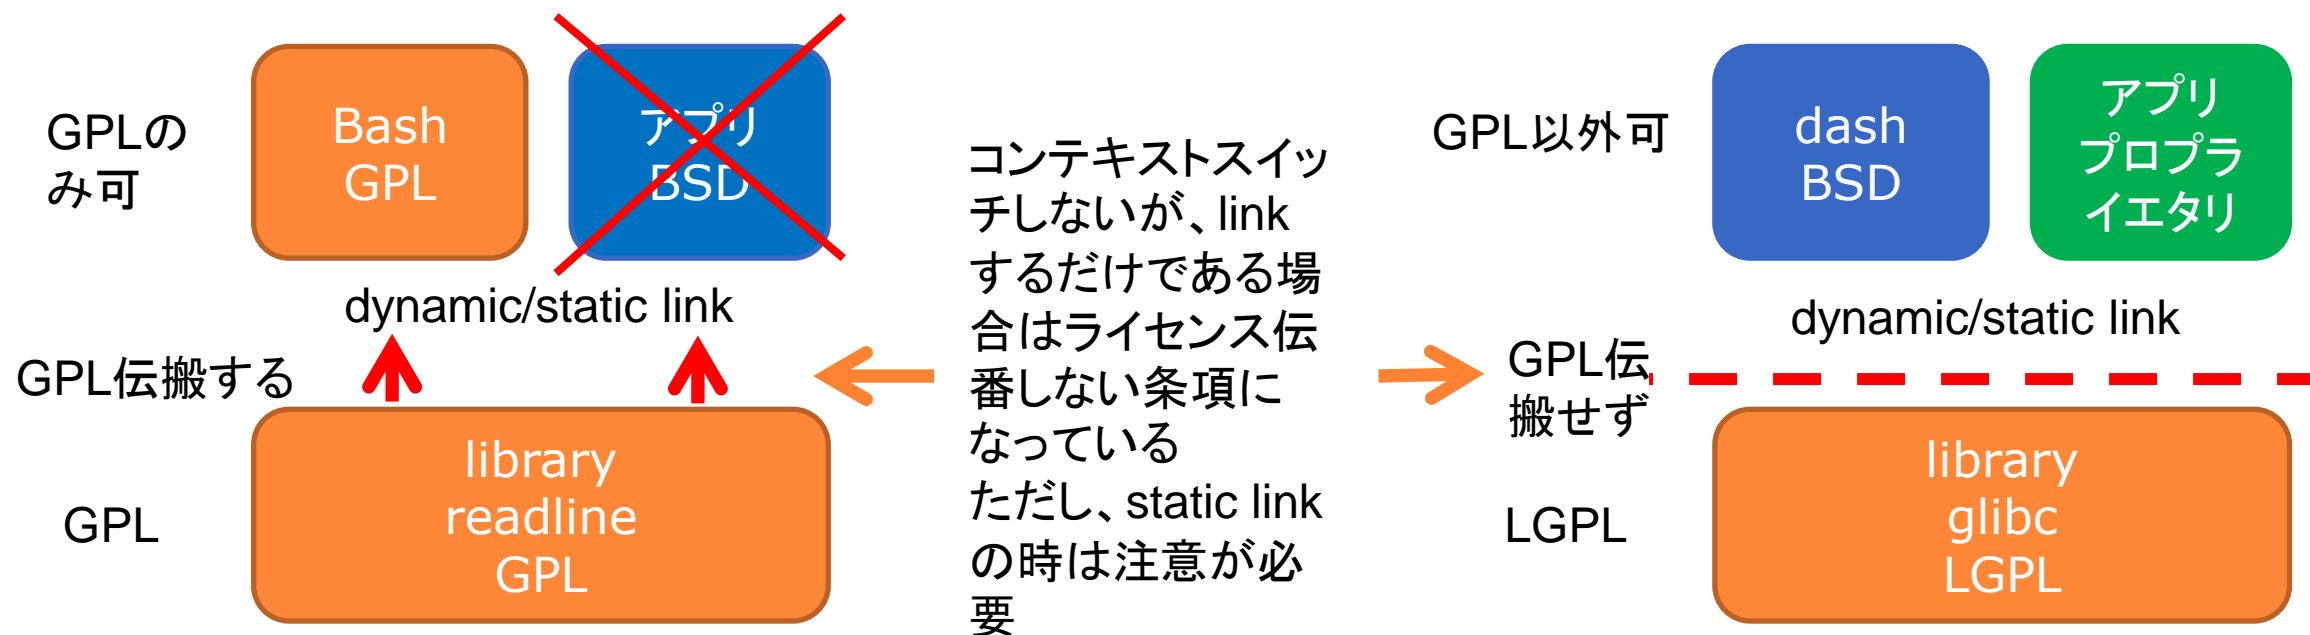 GPLの
み可
Bash
GPL
アプリ
BSD
dynamic/static link
GPL伝搬する
GPL
library
readline
GPL
コンテキストスイッ
チしないが、link
するだけである場
合はライセンス伝
番しない条項に
なっている
ただし、static link
の時は注意が必
要
GPL以外可
dash
BSD
アプリ
プロプラ
イエタリ
dynamic/static link
GPL伝
搬せず
LGPL
library
glibc
LGPL